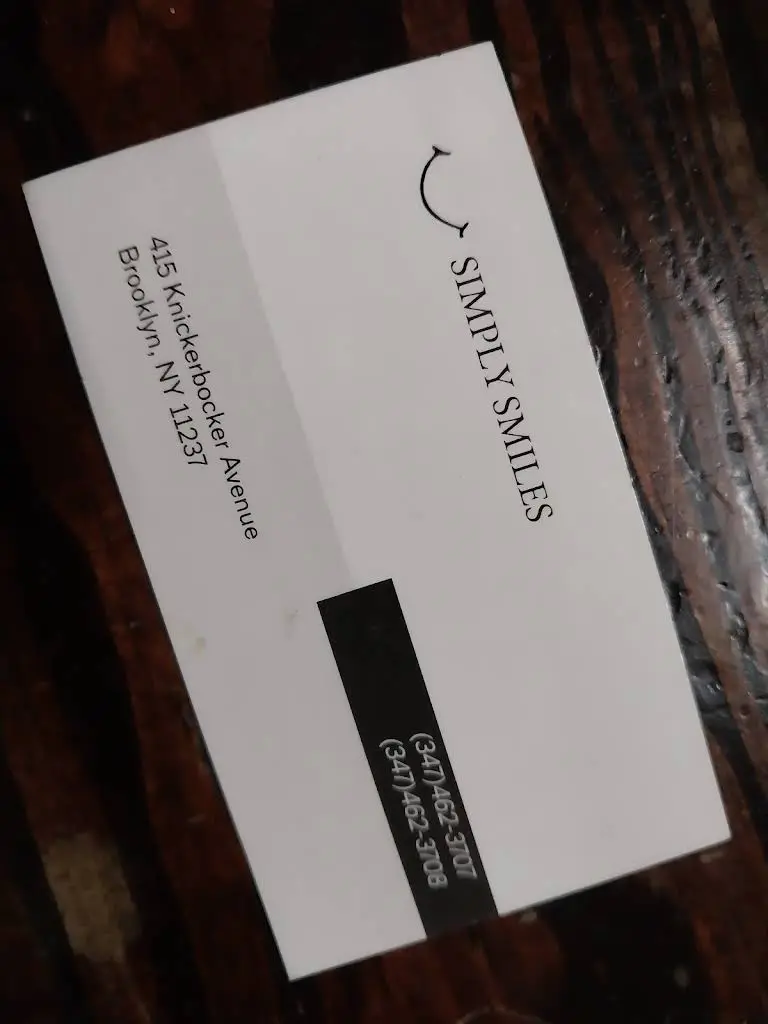 SIMPLY SMILES
(347)462-3707
(347)462-3708
415 Knickerbocker Avenue
Brooklyn, NY 11237